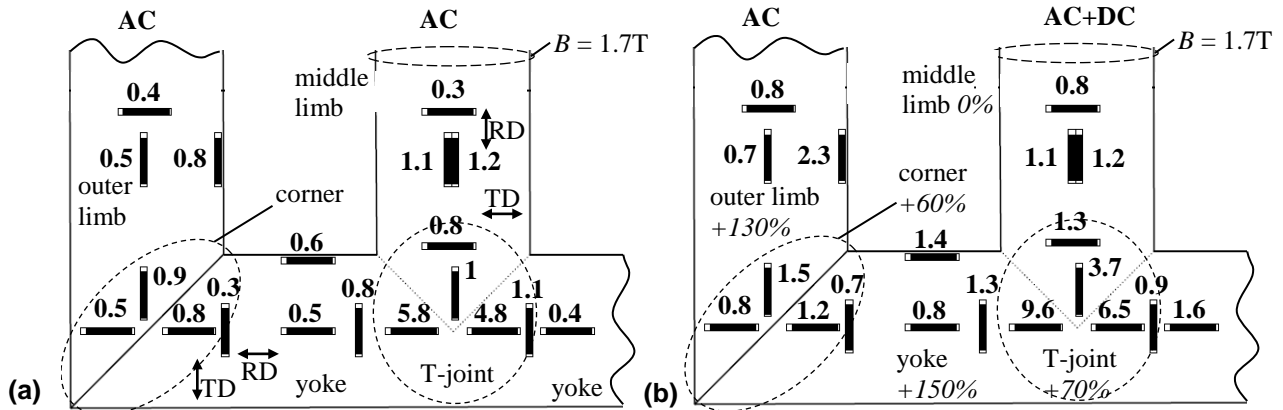 AC
AC
B = 1.7T
middle
limb
0.4
0.3
RD
0.5
0.8
1.1
1.2
outer
limb
corner
TD
0.6
0.8
0.9
0.3
1
0.5
0.8
0.5
0.8
5.8
4.8
1.1
0.4
RD
TD
yoke
T-joint
yoke
(a)
AC
AC+DC
B = 1.7T
middle
limb 0%
0.8
0.8
0.7
2.3
1.1
1.2
outer limb
+130%
corner
+60%
1.4
1.3
1.5
0.7
3.7
0.8
1.2
0.8
1.3
9.6
6.5
0.9
1.6
yoke
+150%
T-joint
+70%
(b)